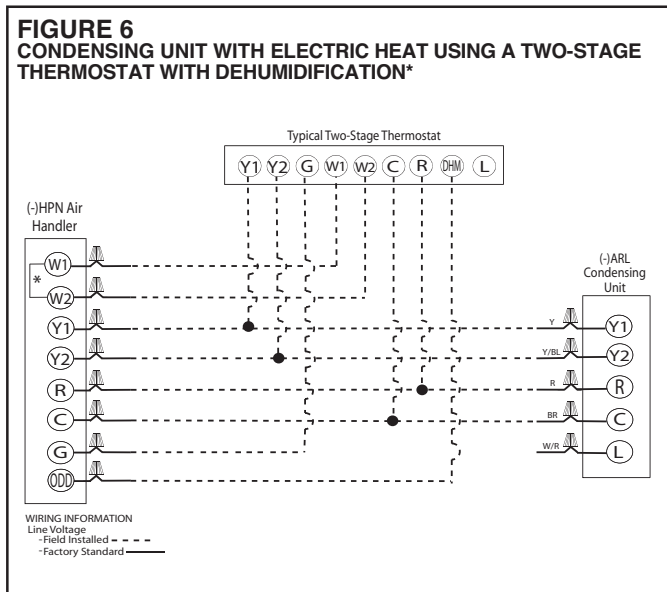 FIGURE 6
CONDENSING UNIT WITH ELECTRIC HEAT USING A TWO-STAGE
THERMOSTAT WITH DEHUMIDIFICATION*
Typical Two-Stage Thermostat
Y1 Y2 G W1 W2 C R DHM L
(-)HPN Air
Handler
(-)ARL
Condensing
Unit
W1
*
W2
Y1 Y Y1
Y2 Y/BL Y2
R R R
C BR C
G W/R L
ODD
WIRING INFORMATION
Line Voltage
-Field Installed
-Factory Standard